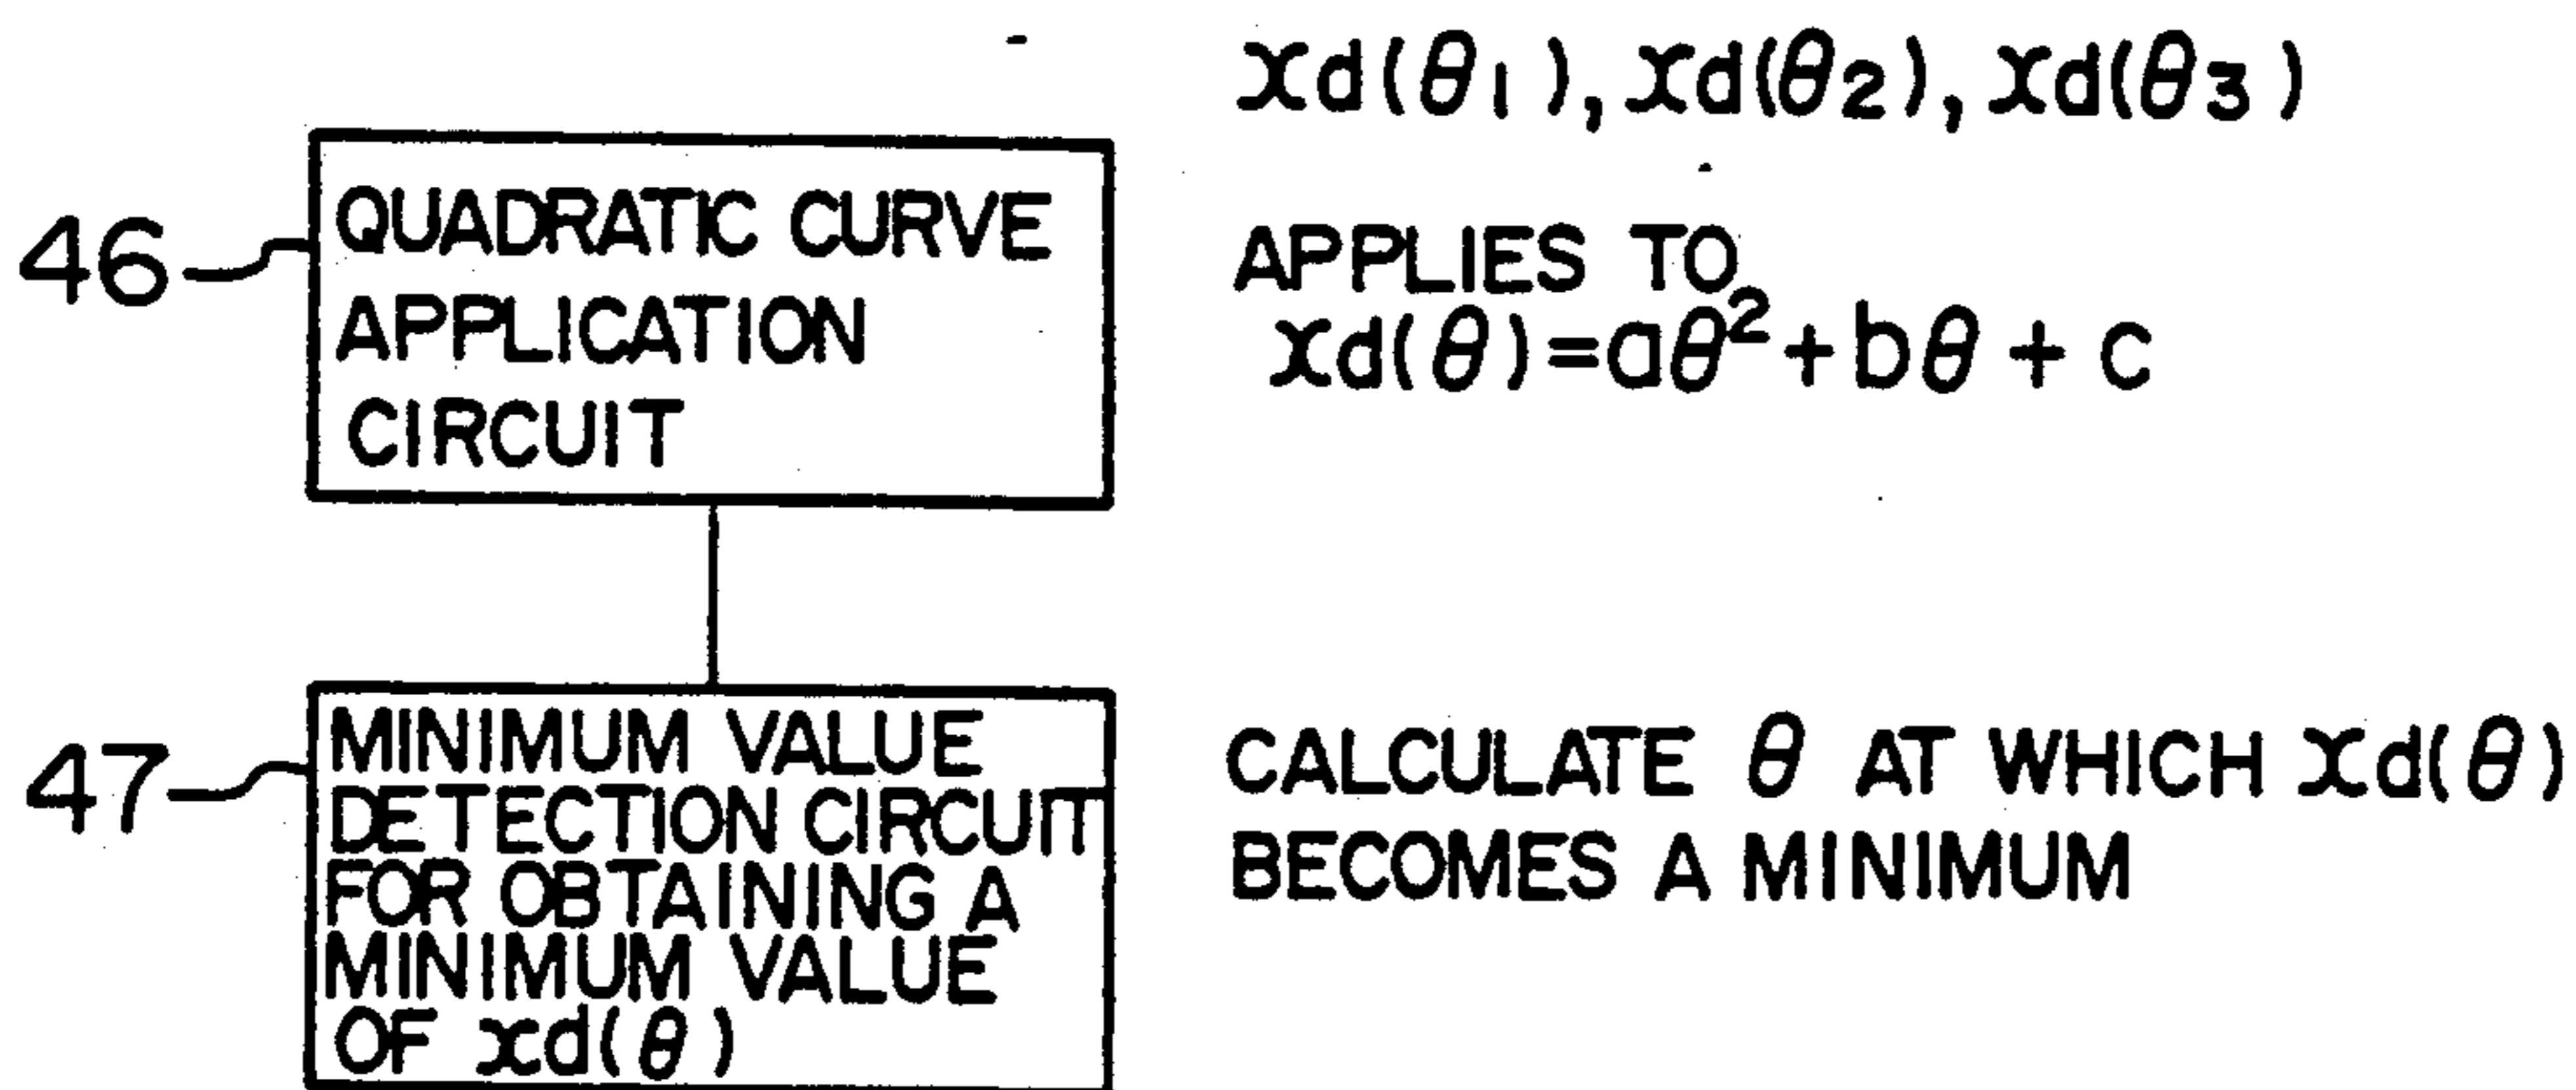 xd(θ1), xd(θ2), xd(θ3)
46
QUADRATIC CURVE
APPLICATION
CIRCUIT
APPLIES TO
xd(θ)=aθ²+bθ+c
47
MINIMUM VALUE
DETECTION CIRCUIT
FOR OBTAINING A
MINIMUM VALUE
OF xd(θ)
CALCULATE θ AT WHICH xd(θ)
BECOMES A MINIMUM